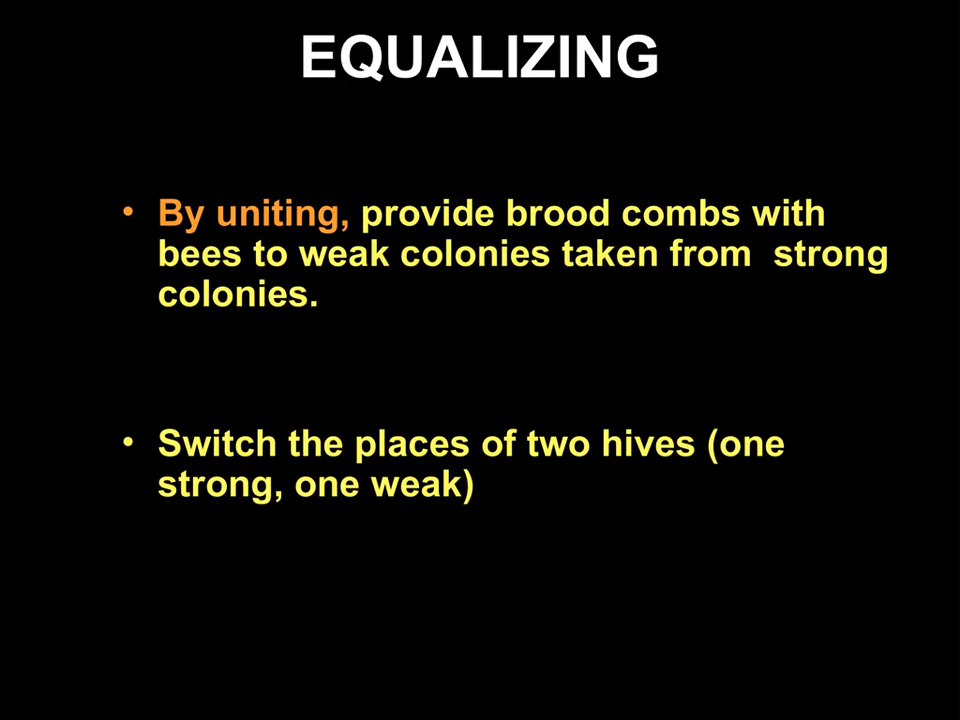 EQUALIZING
• By uniting, provide brood combs with
bees to weak colonies taken from  strong
colonies.
• Switch the places of two hives (one
strong, one weak)